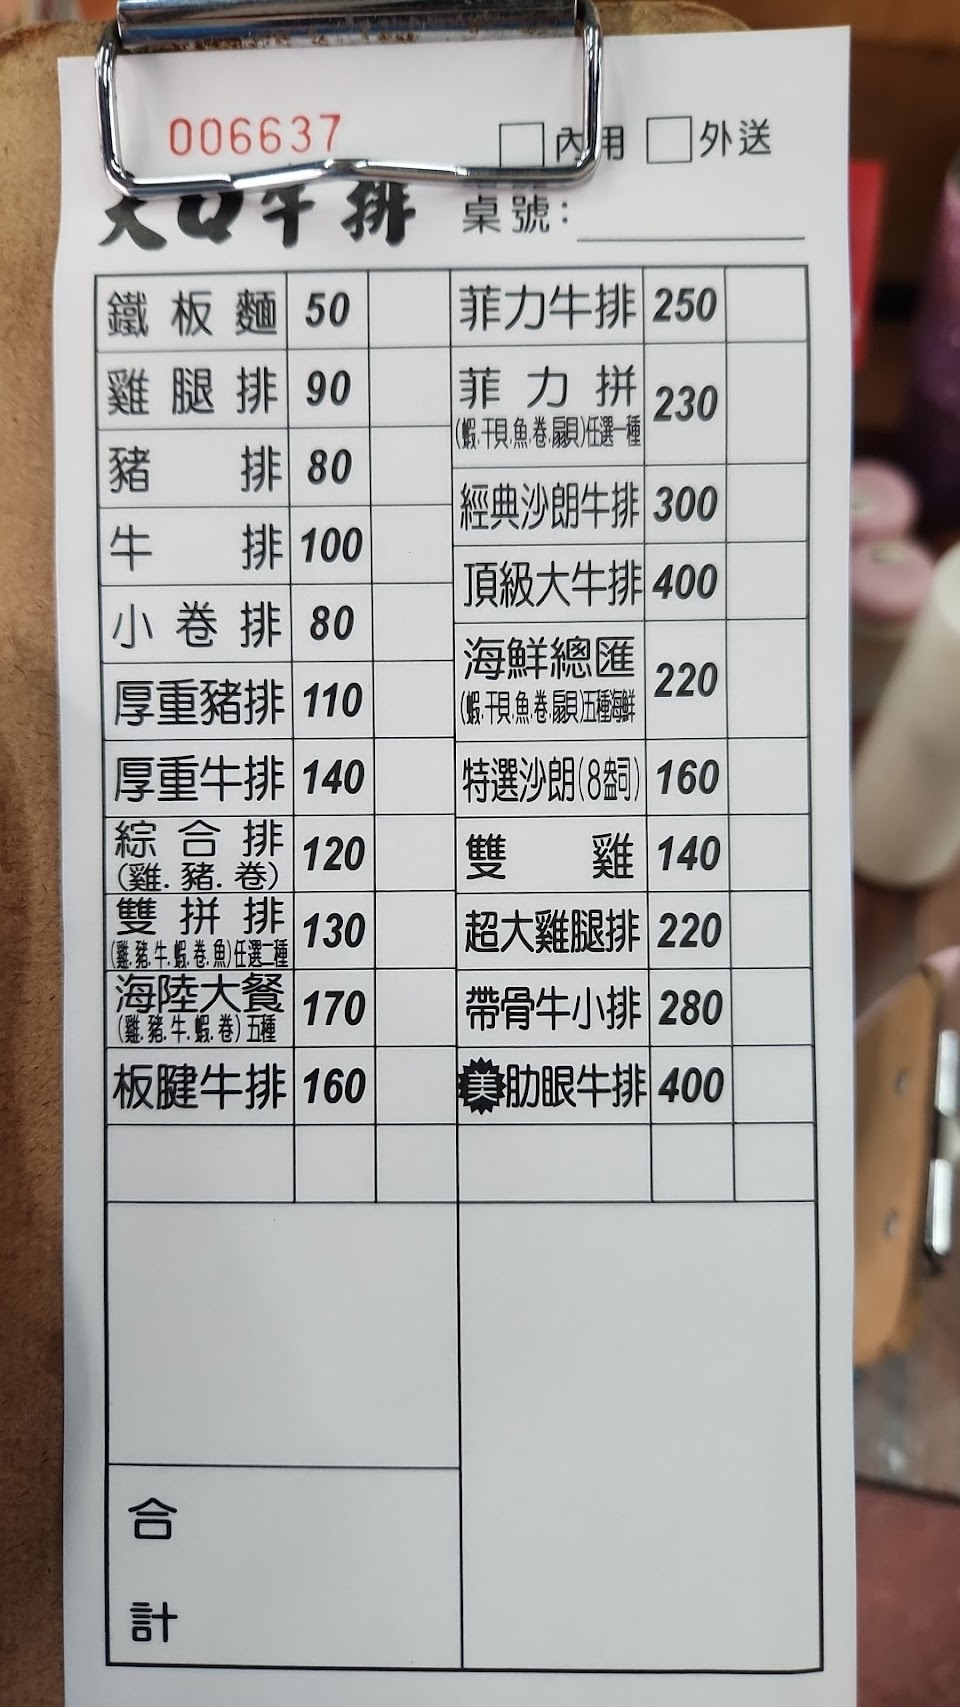 006637
內用 外送
大Q牛排
桌號：
鐵板麵 50
雞腿排 90
豬排 80
牛排 100
小卷排 80
厚重豬排 110
厚重牛排 140
綜合排 120
(雞.豬.卷)
雙拼排 130
(雞.豬.牛.蝦.卷.魚)任選二種
海陸大餐 170
(雞.豬.牛.蝦.卷)五種
板腱牛排 160
菲力牛排 250
菲力拼 230
(蝦.干貝.魚.卷.扇貝)任選一種
經典沙朗牛排 300
頂級大牛排 400
海鮮總匯 220
(蝦.干貝.魚.卷.扇貝)五種海鮮
特選沙朗(8盎司) 160
雙雞 140
超大雞腿排 220
帶骨牛小排 280
美肋眼牛排 400
合計